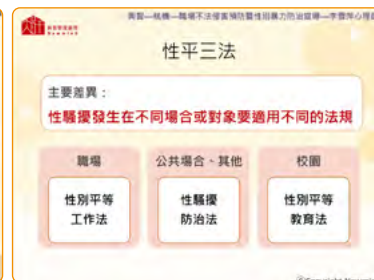 性平三法
主要差異：
性騷擾發生在不同場合或對象要適用不同的法規
職場
公共場合、其他
校園
性別平等
工作法
性騷擾
防治法
性別平等
教育法